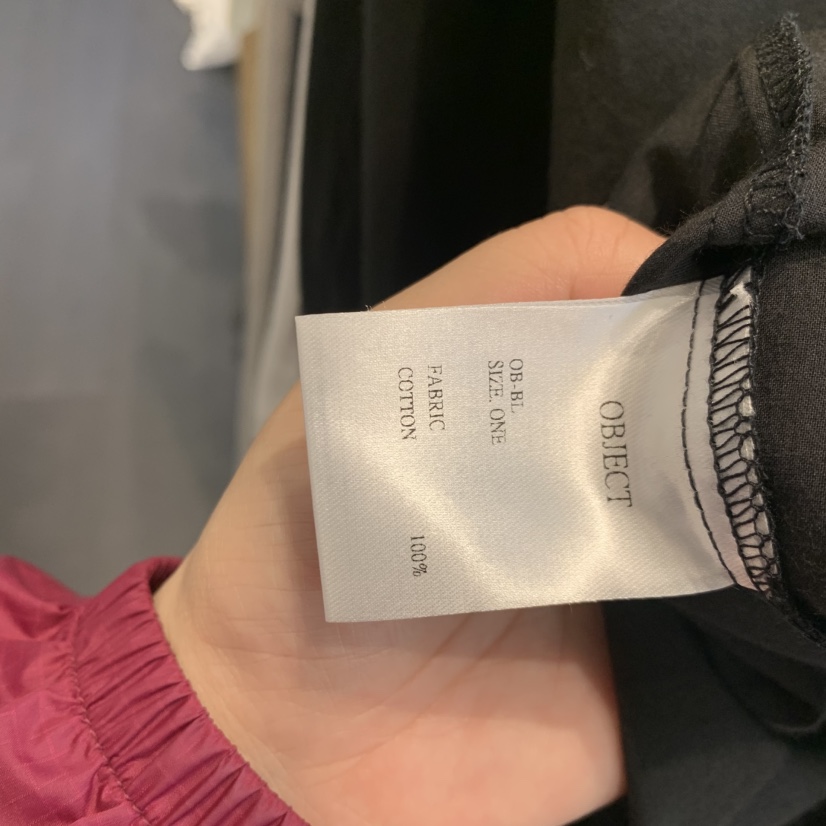 OBJECT
OB-BL
SIZE. ONE
FABRIC
COTTON 100%